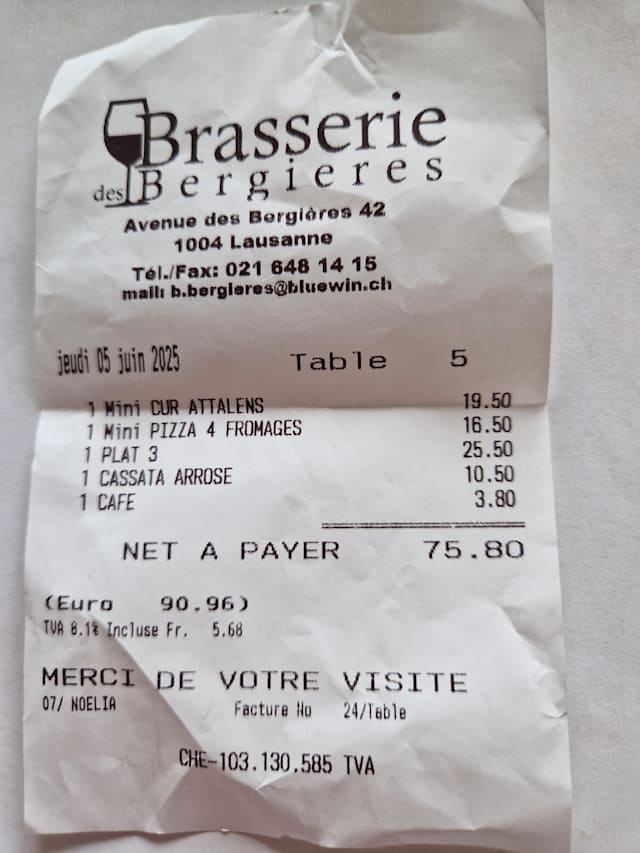 Brasserie
des Bergieres
Avenue des Bergières 42
1004 Lausanne
Tél./Fax: 021 648 14 15
mail: b.bergieres@bluewin.ch
jeudi 05 juin 2025 Table 5
1 Mini CUR ATTALENS 19.50
1 Mini PIZZA 4 FROMAGES 16.50
1 PLAT 3 25.50
1 CASSATA ARROSE 10.50
1 CAFE 3.80
NET A PAYER 75.80
(Euro 90.96)
TVA 8.1% Incluse Fr. 5.68
MERCI DE VOTRE VISITE
07/ NOELIA Facture No 24/Table
CHE-103.130.585 TVA